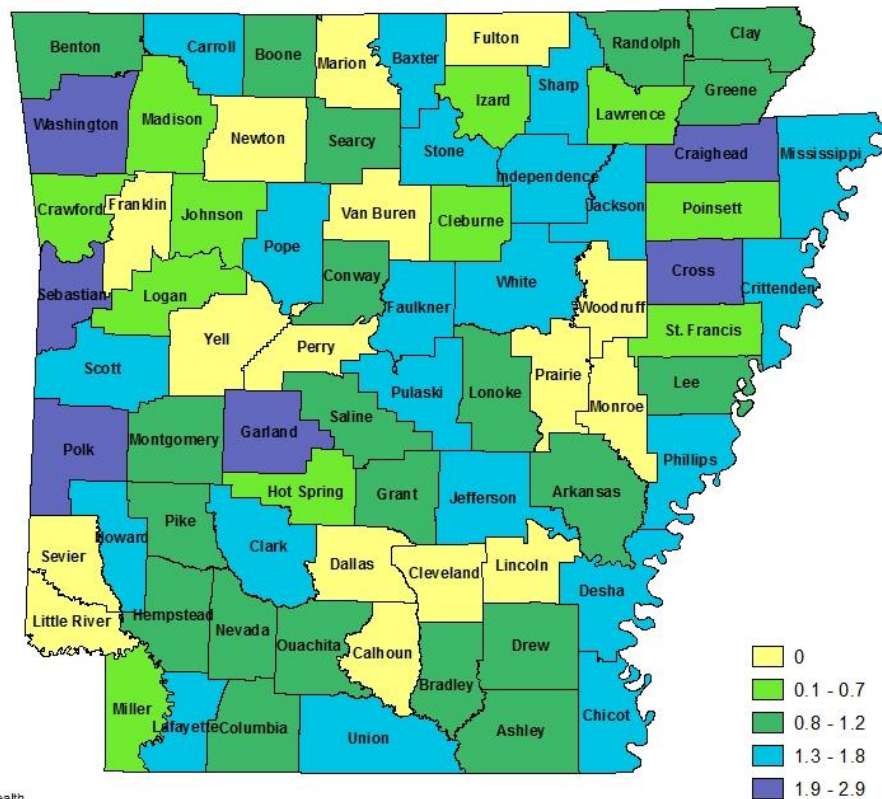 Benton
Carroll
Boone
Marion
Baxter
Fulton
Randolph
Clay
Sharp
Izard
Lawrence
Greene
Washington
Madison
Newton
Searcy
Stone
Independence
Jackson
Craighead
Mississippi
Crawford
Franklin
Johnson
Pope
Van Buren
Cleburne
Poinsett
Sebastian
Logan
Conway
Faulkner
White
Woodruff
Cross
Crittenden
Scott
Yell
Perry
Pulaski
Lonoke
Prairie
Monroe
St. Francis
Lee
Polk
Montgomery
Garland
Saline
Hot Spring
Grant
Jefferson
Arkansas
Phillips
Sevier
Howard
Pike
Clark
Dallas
Cleveland
Lincoln
Desha
Little River
Hempstead
Nevada
Ouachita
Calhoun
Bradley
Drew
Chicot
Miller
Lafayette
Columbia
Union
Ashley
0
0.1 - 0.7
0.8 - 1.2
1.3 - 1.8
1.9 - 2.9